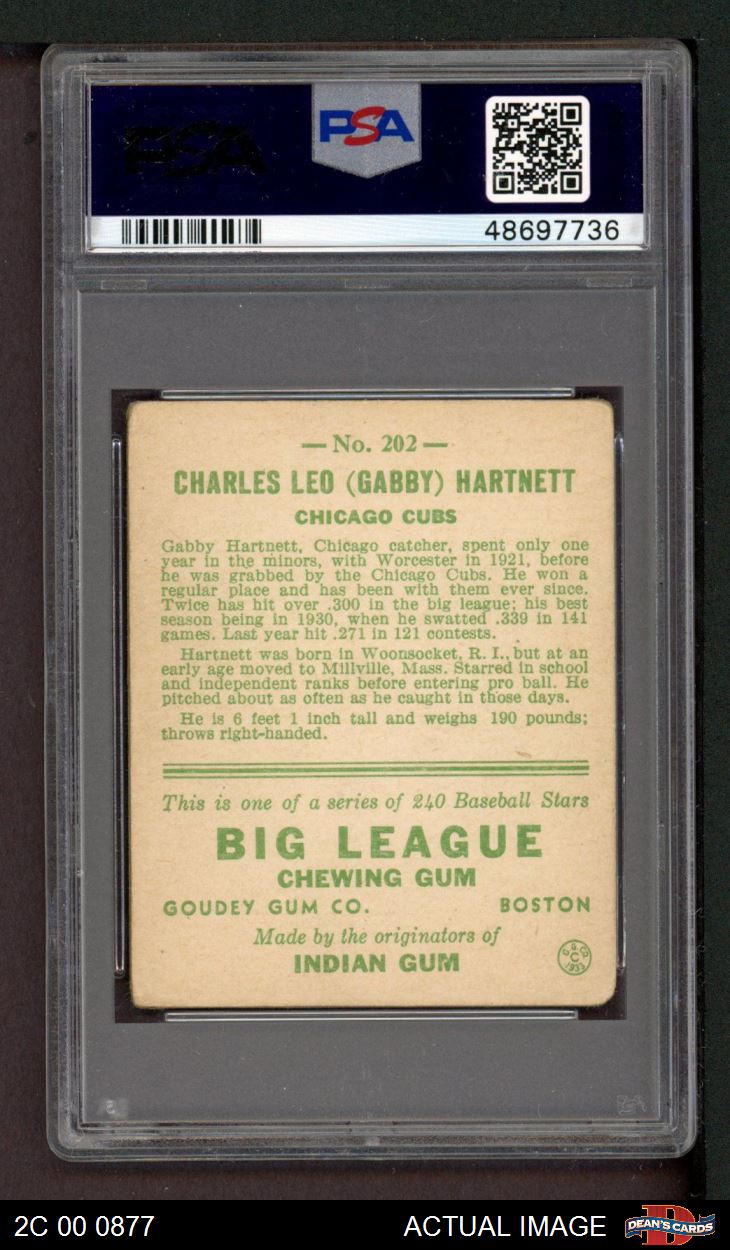 PSA
PSA
48697736
— No. 202 —
CHARLES LEO (GABBY) HARTNETT
CHICAGO CUBS
Gabby Hartnett, Chicago catcher, spent only one
year in the minors, with Worcester in 1921, before
he was grabbed by the Chicago Cubs. He won a
regular place and has been with them ever since.
Twice has hit over .300 in the big league; his best
season being in 1930, when he swatted .339 in 141
games. Last year hit .271 in 121 contests.
Hartnett was born in Woonsocket, R. I., but at an
early age moved to Millville, Mass. Starred in school
and independent ranks before entering pro ball. He
pitched about as often as he caught in those days.
He is 6 feet 1 inch tall and weighs 190 pounds;
throws right-handed.
This is one of a series of 240 Baseball Stars
BIG LEAGUE
CHEWING GUM
GOUDEY GUM CO. BOSTON
Made by the originators of
INDIAN GUM
G. G. CO.
C
1933
2C 00 0877 ACTUAL IMAGE DEAN'S CARDS